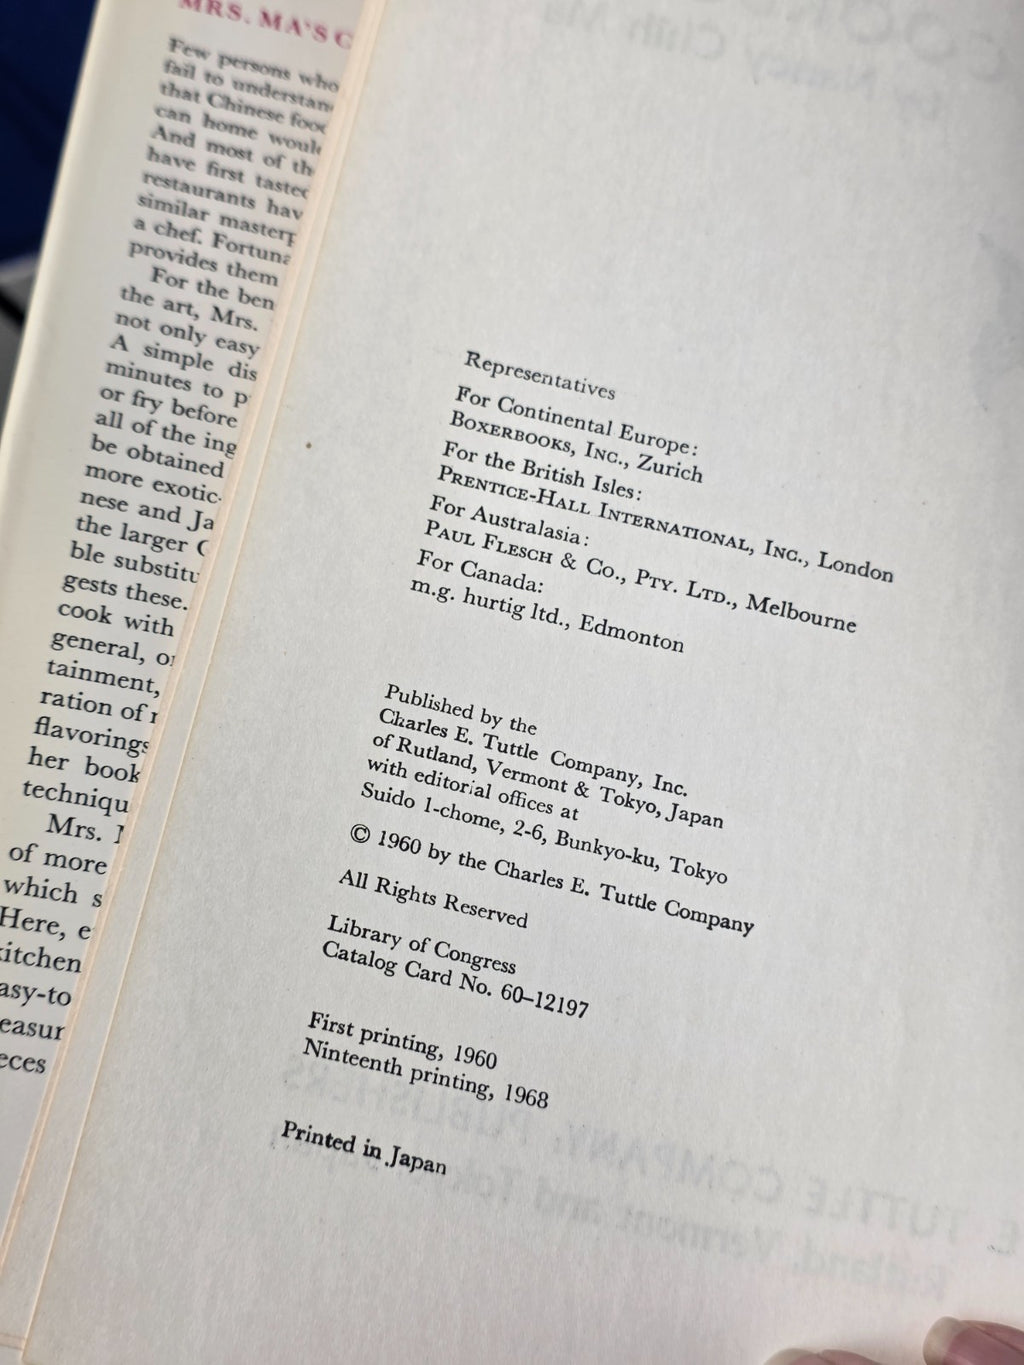 MRS. MA'S C
Few persons who
fail to understan
that Chinese food
can home would
And most of th
have first tasted
restaurants hav
similar masterp
a chef. Fortuna
provides them
For the ben
the art, Mrs.
not only easy
A simple dis
minutes to p
or fry before
all of the ing
be obtained
more exotic
nese and Ja
the larger C
ble substitu
gests these.
cook with
general, or
tainment,
ration of r
flavorings
her book
techniqu
Mrs. M
of more
which s
Here, e
kitchen
asy-to
easur
eces
Representatives
For Continental Europe:
BOXERBOOKS, INC., Zurich
For the British Isles:
PRENTICE-HALL INTERNATIONAL, INC., London
For Australasia:
PAUL FLESCH & CO., PTY. LTD., Melbourne
For Canada:
m.g. hurtig ltd., Edmonton
Published by the
Charles E. Tuttle Company, Inc.
of Rutland, Vermont & Tokyo, Japan
with editorial offices at
Suido 1-chome, 2-6, Bunkyo-ku, Tokyo
© 1960 by the Charles E. Tuttle Company
All Rights Reserved
Library of Congress
Catalog Card No. 60-12197
First printing, 1960
Ninteenth printing, 1968
Printed in Japan